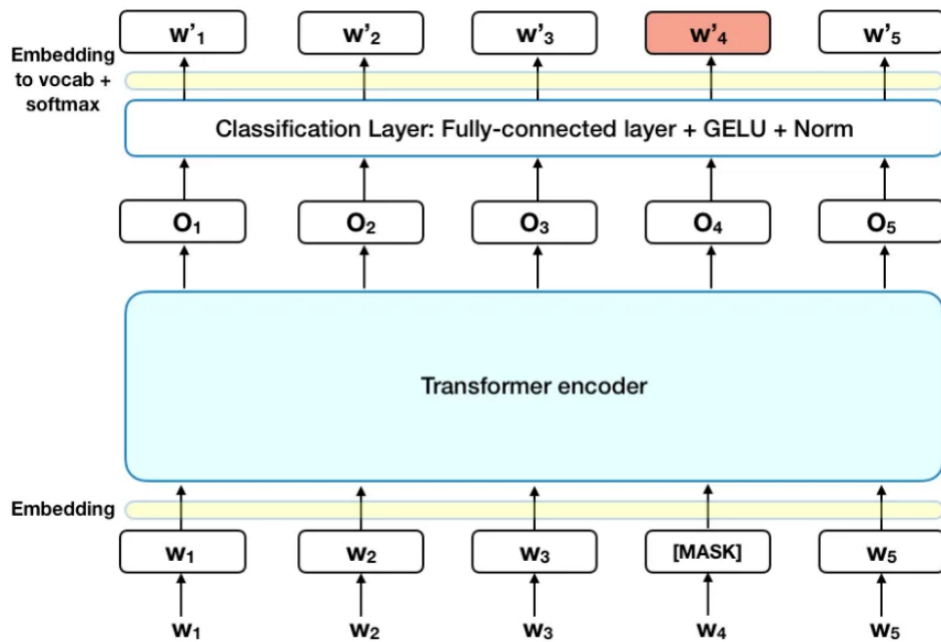 w'₁ w'₂ w'₃ w'₄ w'₅
Embedding
to vocab +
softmax
Classification Layer: Fully-connected layer + GELU + Norm
O₁ O₂ O₃ O₄ O₅
Transformer encoder
Embedding
W₁ W₂ W₃ [MASK] W₅
W₁ W₂ W₃ W₄ W₅